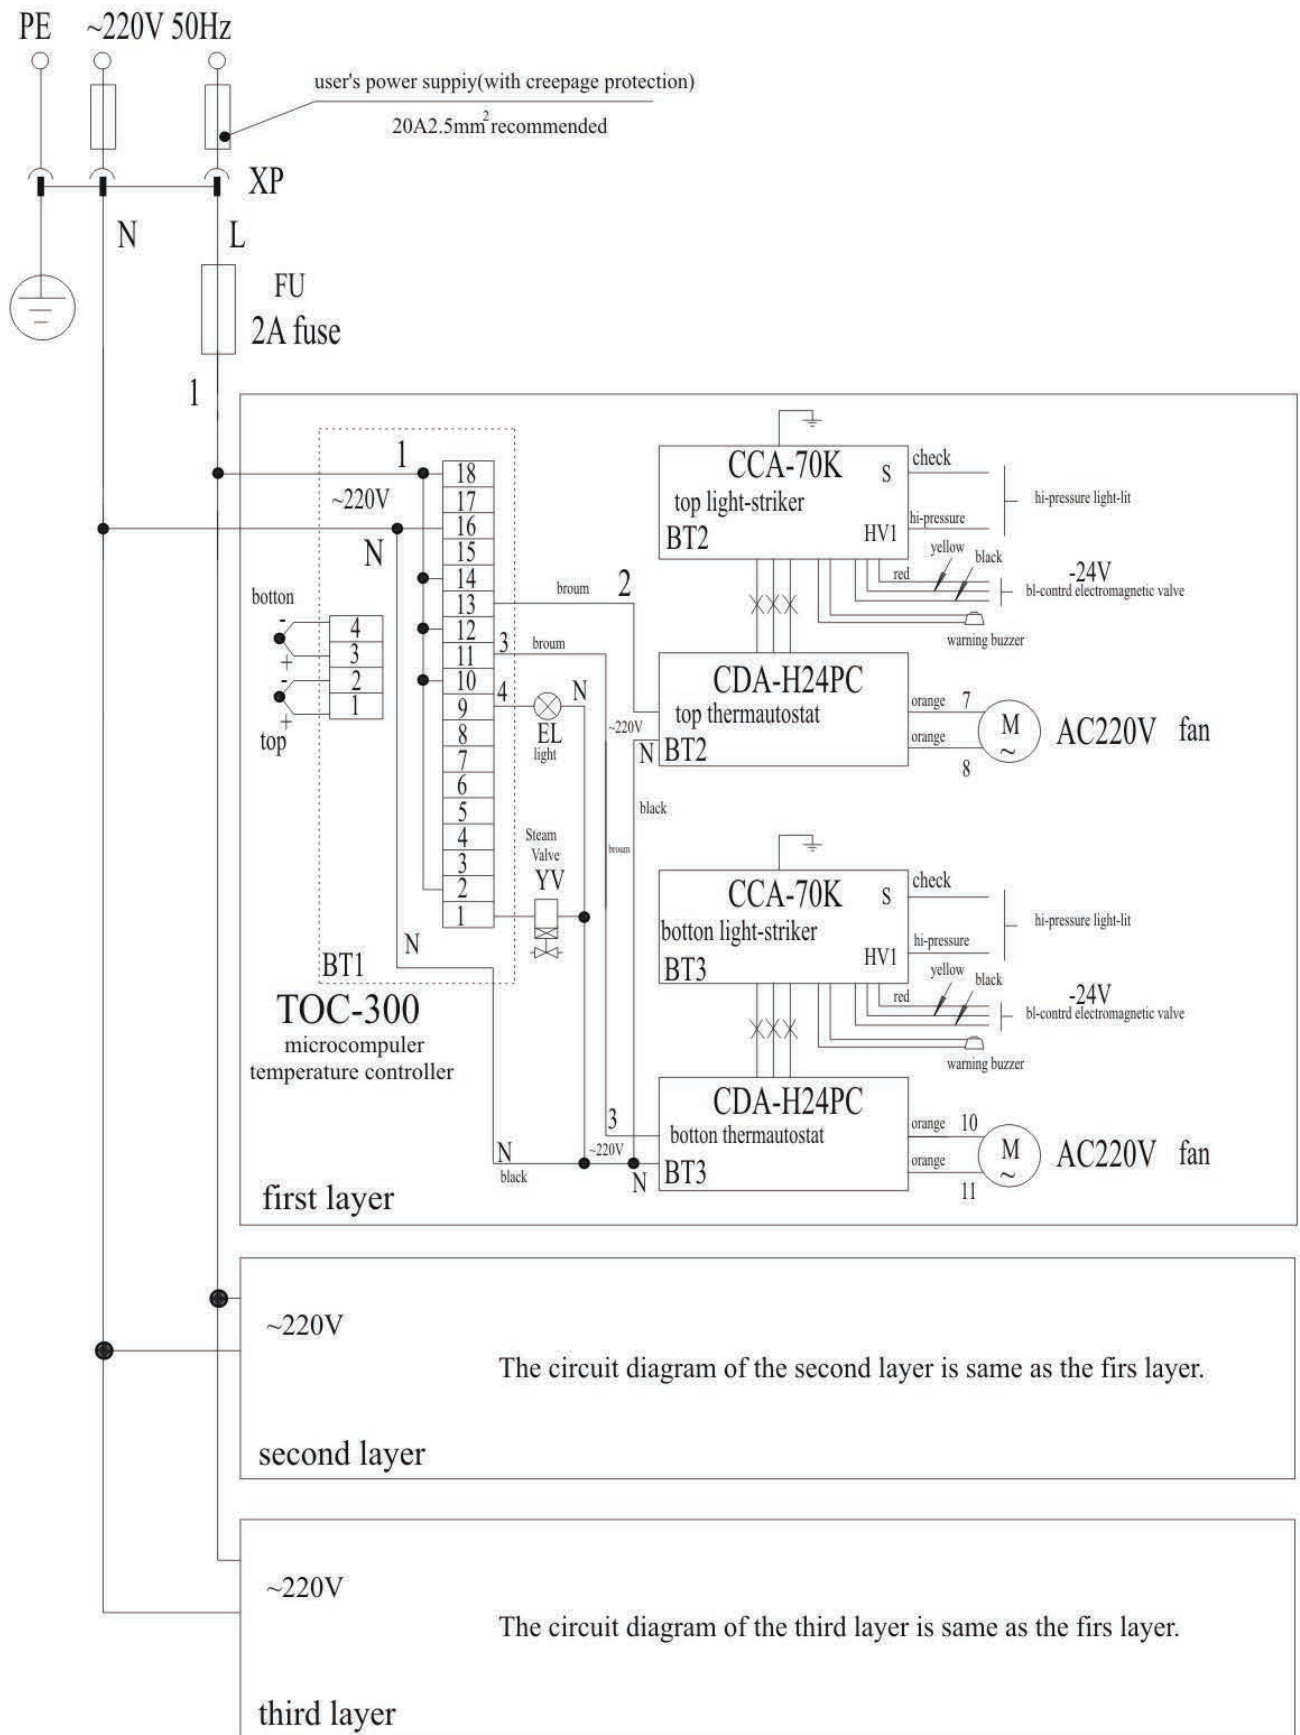 PE ~220V 50Hz
user's power suppiy(with creepage protection)
20A2.5mm² recommended
XP
N L
FU
2A fuse
1
1
~220V
N
18
17
16
15
14
13
12
11
10
9
8
7
6
5
4
3
2
1
botton
-
+
-
+
top
4
3
2
1
N
BT1
TOC-300
microcompuler
temperature controller
broum 2
3 broum
4 N
EL
light
Steam
Valve
YV
broum
~220V
N
black
CCA-70K
top light-striker
BT2
S
HV1
check
hi-pressure
hi-pressure light-lit
yellow
black
red
-24V
bl-contrd electromagnetic valve
warning buzzer
CDA-H24PC
top thermautostat
BT2
orange 7
orange
8
M
~
AC220V fan
CCA-70K
botton light-striker
BT3
S
HV1
check
hi-pressure
hi-pressure light-lit
yellow
black
red
-24V
bl-contrd electromagnetic valve
warning buzzer
3
~220V
N
black
N
CDA-H24PC
botton thermautostat
BT3
orange 10
orange
11
M
~
AC220V fan
first layer
~220V
The circuit diagram of the second layer is same as the firs layer.
second layer
~220V
The circuit diagram of the third layer is same as the firs layer.
third layer